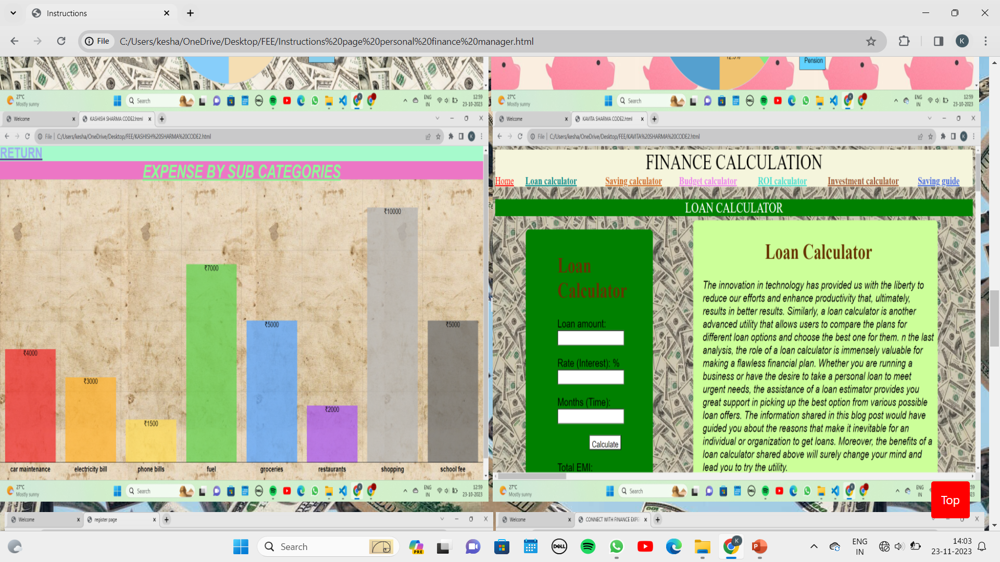 Instructions
File
C:/Users/kesha/OneDrive/Desktop/FEE/Instructions%20page%20personal%20finance%20manager.html
27°C
Mostly sunny
Search
ENG
IN
12:59
23-10-2023
Welcome
KASHISH SHARMA CODE2.html
File | C:/Users/kesha/OneDrive/Desktop/FEE/KASHISH%20SHARMA%20CODE2.html
RETURN
EXPENSE BY SUB CATEGORIES
₹10000
₹7000
₹5000
₹5000
₹4000
₹3000
₹2000
₹1500
car maintenance
electricity bill
phone bills
fuel
groceries
restaurants
shopping
school fee
27°C
Mostly sunny
Search
ENG
IN
12:59
23-10-2023
Welcome
register page
12.5%
Pension
27°C
Mostly sunny
Search
ENG
IN
12:59
23-10-2023
Welcome
KAVITA SHARMA CODE2.html
File | C:/Users/kesha/OneDrive/Desktop/FEE/KAVITA%20SHARMA%20CODE2.html
FINANCE CALCULATION
Home
Loan calculator
Saving calculator
Budget calculator
ROI calculator
Investment calculator
Saving guide
LOAN CALCULATOR
Loan
Calculator
Loan amount:
Rate (Interest): %
Months (Time):
Calculate
Total EMI:
Loan Calculator
The innovation in technology has provided us with the liberty to
reduce our efforts and enhance productivity that, ultimately,
results in better results. Similarly, a loan calculator is another
advanced utility that allows users to compare the plans for
different loan options and choose the best one for them. n the last
analysis, the role of a loan calculator is immensely valuable for
making a flawless financial plan. Whether you are running a
business or have the desire to take a personal loan to meet
urgent needs, the assistance of a loan estimator provides you
great support in picking up the best option from various possible
loan offers. The information shared in this blog post would have
guided you about the reasons that make it inevitable for an
individual or organization to get loans. Moreover, the benefits of a
loan calculator shared above will surely change your mind and
lead you to try the utility.
27°C
Mostly sunny
Search
ENG
IN
Top
Welcome
CONNECT WITH FINANCE EXPE
Search
PRE
DELL
ENG
IN
14:03
23-11-2023